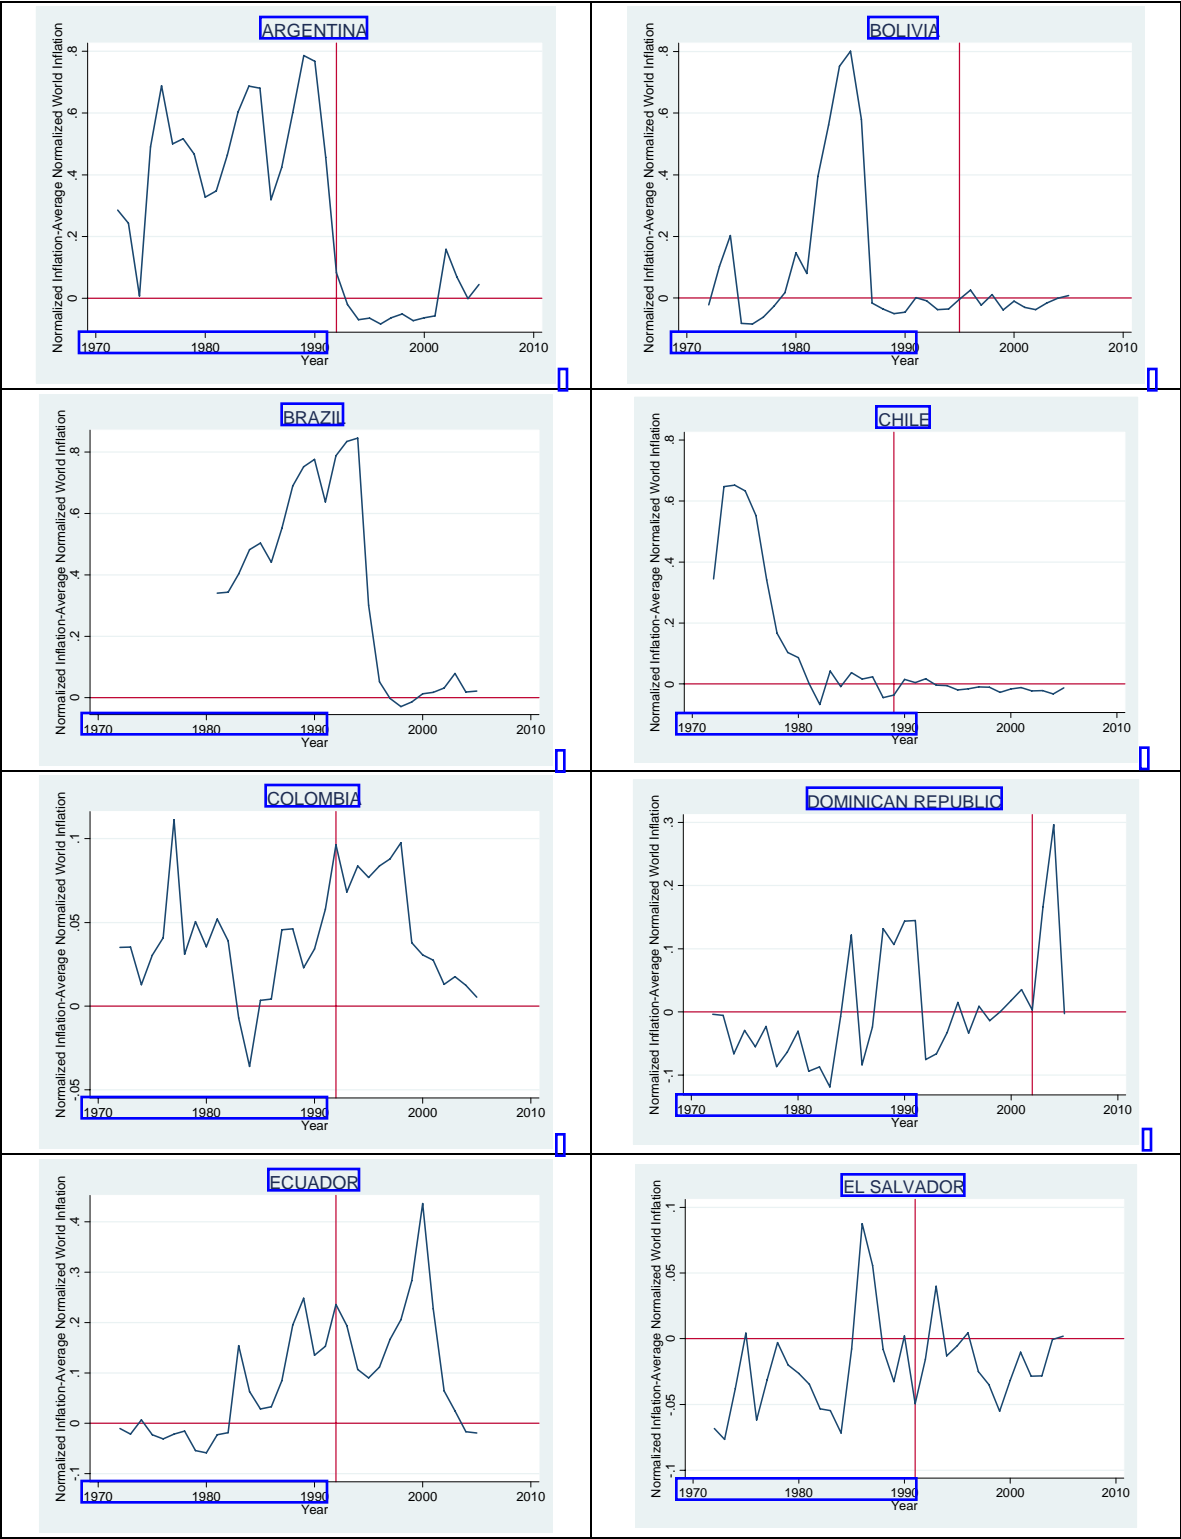 ARGENTINA
Normalized Inflation-Average Normalized World Inflation
.8
.6
.4
.2
0
1970 1980 1990 2000 2010
Year
BOLIVIA
Normalized Inflation-Average Normalized World Inflation
.8
.6
.4
.2
0
1970 1980 1990 2000 2010
Year
BRAZIL
Normalized Inflation-Average Normalized World Inflation
.8
.6
.4
.2
0
1970 1980 1990 2000 2010
Year
CHILE
Normalized Inflation-Average Normalized World Inflation
.8
.6
.4
.2
0
1970 1980 1990 2000 2010
Year
COLOMBIA
Normalized Inflation-Average Normalized World Inflation
.1
.05
0
-.05
1970 1980 1990 2000 2010
Year
DOMINICAN REPUBLIC
Normalized Inflation-Average Normalized World Inflation
.3
.2
.1
0
-.1
1970 1980 1990 2000 2010
Year
ECUADOR
Normalized Inflation-Average Normalized World Inflation
.4
.3
.2
.1
0
-.1
1970 1980 1990 2000 2010
Year
EL SALVADOR
Normalized Inflation-Average Normalized World Inflation
.1
.05
0
-.05
-.1
1970 1980 1990 2000 2010
Year